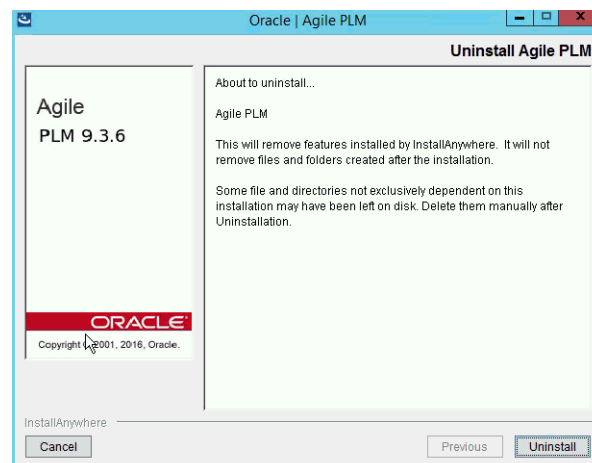 Oracle | Agile PLM
Uninstall Agile PLM
Agile
PLM 9.3.6
ORACLE
Copyright 2001, 2016, Oracle.
About to uninstall...
Agile PLM
This will remove features installed by InstallAnywhere. It will not
remove files and folders created after the installation.
Some file and directories not exclusively dependent on this
installation may have been left on disk. Delete them manually after
Uninstallation.
InstallAnywhere
Cancel
Previous
Uninstall